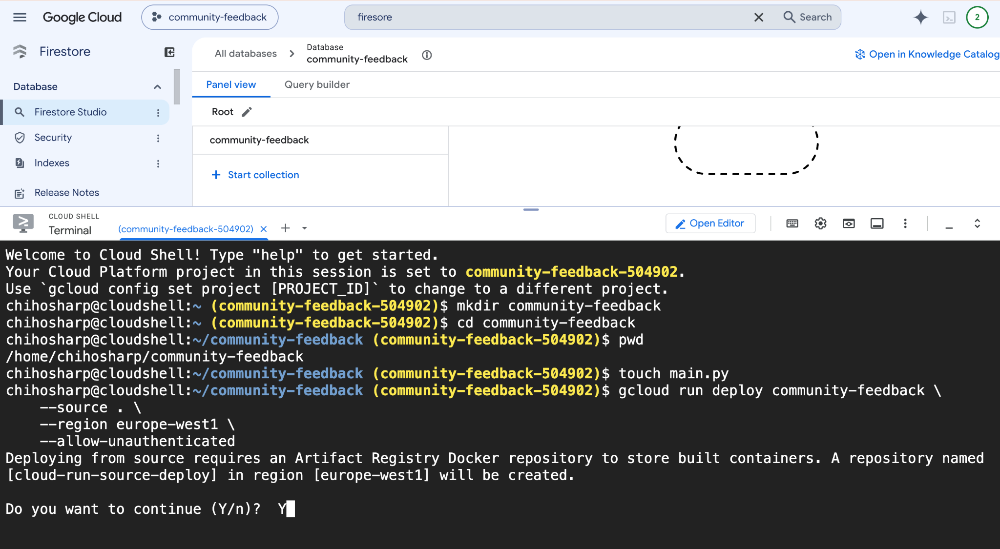 Google Cloud
community-feedback
firesore
Search
2
Firestore
All databases
Database
community-feedback
Open in Knowledge Catalog
Database
Panel view
Query builder
Firestore Studio
Root
Security
community-feedback
Indexes
Start collection
Release Notes
CLOUD SHELL
Terminal
(community-feedback-504902)
Open Editor
Welcome to Cloud Shell! Type "help" to get started.
Your Cloud Platform project in this session is set to community-feedback-504902.
Use `gcloud config set project [PROJECT_ID]` to change to a different project.
chihosharp@cloudshell:~ (community-feedback-504902)$ mkdir community-feedback
chihosharp@cloudshell:~ (community-feedback-504902)$ cd community-feedback
chihosharp@cloudshell:~/community-feedback (community-feedback-504902)$ pwd
/home/chihosharp/community-feedback
chihosharp@cloudshell:~/community-feedback (community-feedback-504902)$ touch main.py
chihosharp@cloudshell:~/community-feedback (community-feedback-504902)$ gcloud run deploy community-feedback \
    --source . \
    --region europe-west1 \
    --allow-unauthenticated
Deploying from source requires an Artifact Registry Docker repository to store built containers. A repository named
[cloud-run-source-deploy] in region [europe-west1] will be created.
Do you want to continue (Y/n)?  Y